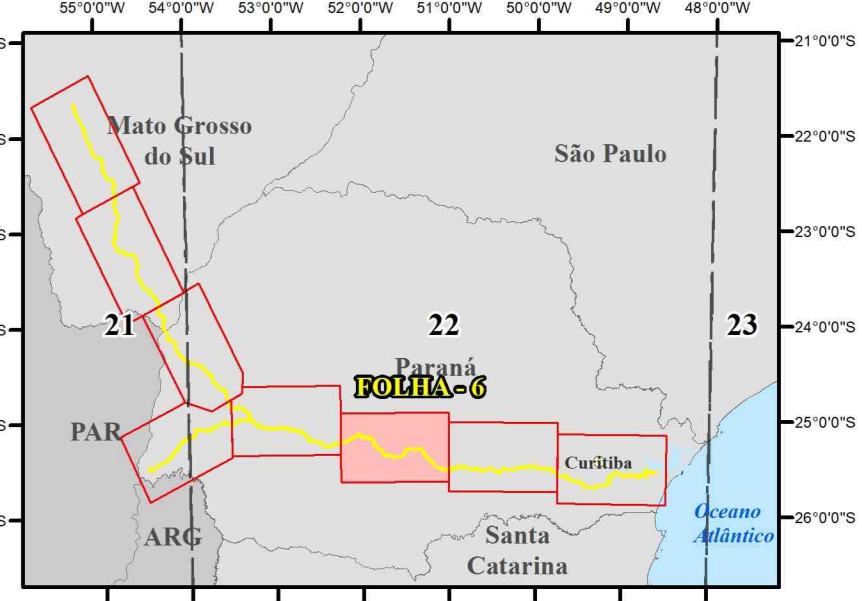 55°0'0"W 54°0'0"W 53°0'0"W 52°0'0"W 51°0'0"W 50°0'0"W 49°0'0"W 48°0'0"W
21°0'0"S
Mato Grosso
do Sul
São Paulo
22°0'0"S
23°0'0"S
21
22
23
24°0'0"S
Paraná
FOLHA - 6
PAR
25°0'0"S
Curitiba
ARG
Santa
Catarina
Oceano
Atlântico
26°0'0"S